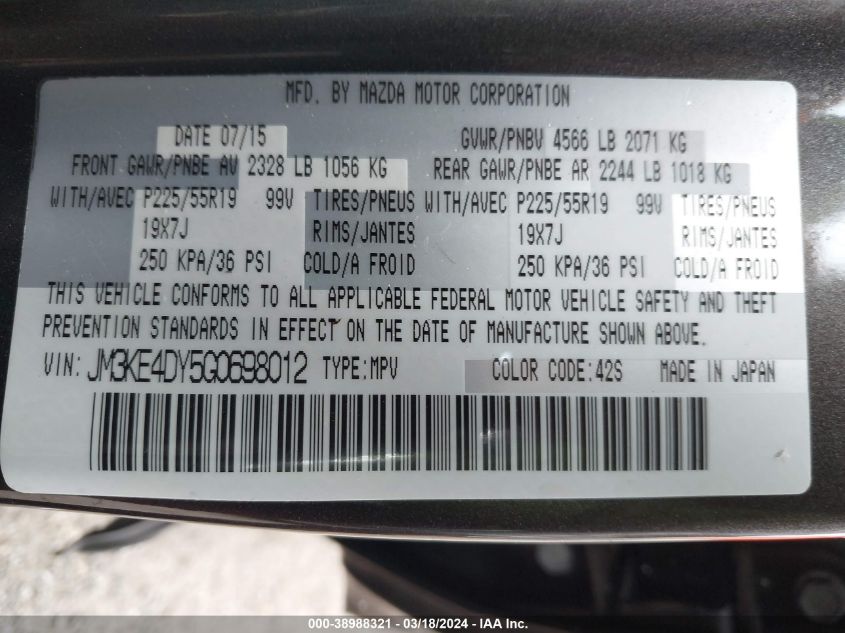 MFD. BY MAZDA MOTOR CORPORATION
DATE 07/15 GVWR/PNBV 4566 LB 2071 KG
FRONT GAWR/PNBE AV 2328 LB 1056 KG REAR GAWR/PNBE AR 2244 LB 1018 KG
WITH/AVEC P225/55R19 99V TIRES/PNEUS WITH/AVEC P225/55R19 99V TIRES/PNEUS
19X7J RIMS/JANTES 19X7J RIMS/JANTES
250 KPA/36 PSI COLD/A FROID 250 KPA/36 PSI COLD/A FROID
THIS VEHICLE CONFORMS TO ALL APPLICABLE FEDERAL MOTOR VEHICLE SAFETY AND THEFT
PREVENTION STANDARDS IN EFFECT ON THE DATE OF MANUFACTURE SHOWN ABOVE.
VIN: JM3KE4DY5G0698012 TYPE:MPV COLOR CODE:42S MADE IN JAPAN
000-38988321 - 03/18/2024 - IAA Inc.